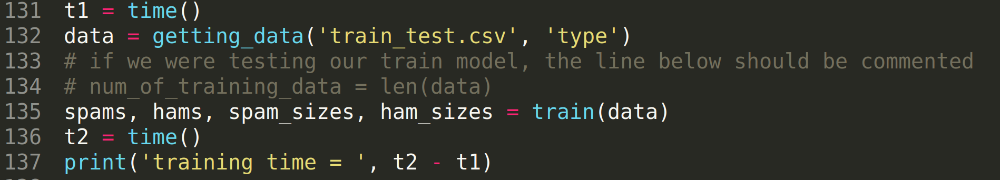 131 t1 = time()
132 data = getting_data('train_test.csv', 'type')
133 # if we were testing our train model, the line below should be commented
134 # num_of_training_data = len(data)
135 spams, hams, spam_sizes, ham_sizes = train(data)
136 t2 = time()
137 print('training time = ', t2 - t1)